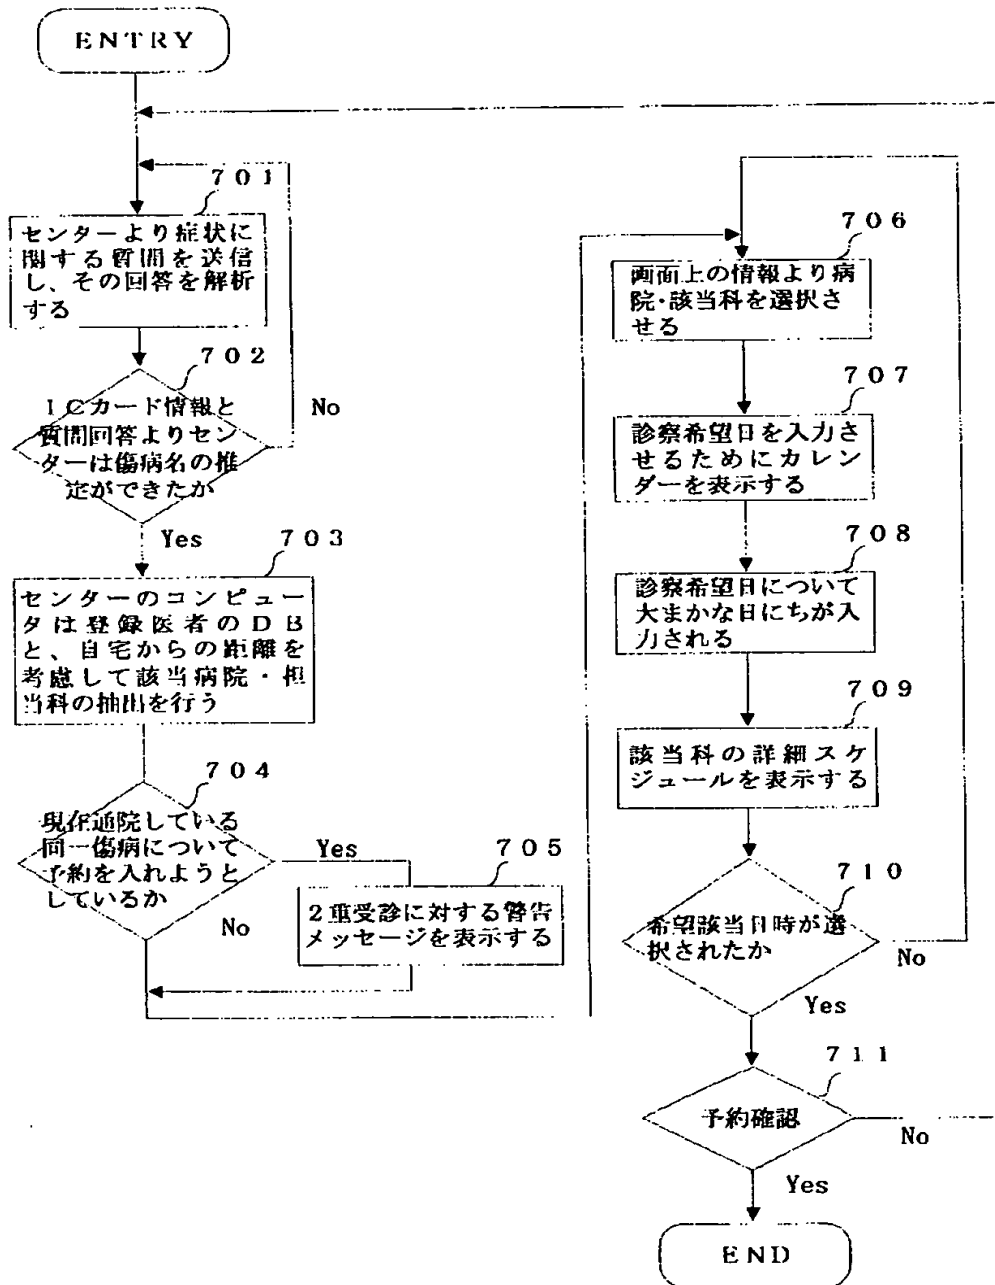 ENTRY
701
センターより症状に
関する質問を送信
し、その回答を解析
する
702
ICカード情報と
質問回答よりセン
ターは傷病名の推
定ができたか
No
Yes
703
センターのコンピュー
タは登録医者のDB
と、自宅からの距離を
考慮して該当病院・担
当科の抽出を行う
704
現在通院している
同一傷病について
予約を入れようと
しているか
Yes
No
705
2重受診に対する警告
メッセージを表示する
706
画面上の情報より病
院・該当科を選択さ
せる
707
診察希望日を入力さ
せるためにカレン
ダーを表示する
708
診察希望日について
大まかな日にちが入
力される
709
該当科の詳細スケ
ジュールを表示する
710
希望該当日時が選
択されたか
No
Yes
711
予約確認
No
Yes
END